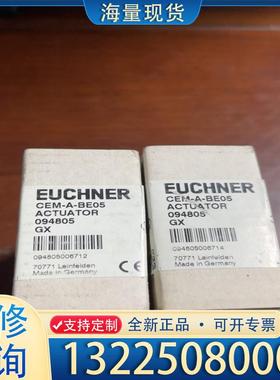 海量现货
EUCHNER
CEM-A-BE05
ACTUATOR
094805
GX
094805006712
70771 Leinfelden
Made in Germany
CE
EUCHNER
CEM-A-BE05
ACTUATOR
094805
GX
094805006714
70771 Leinfelden
Made in Germany
支持定制 全新正品 可开专票
13225080000